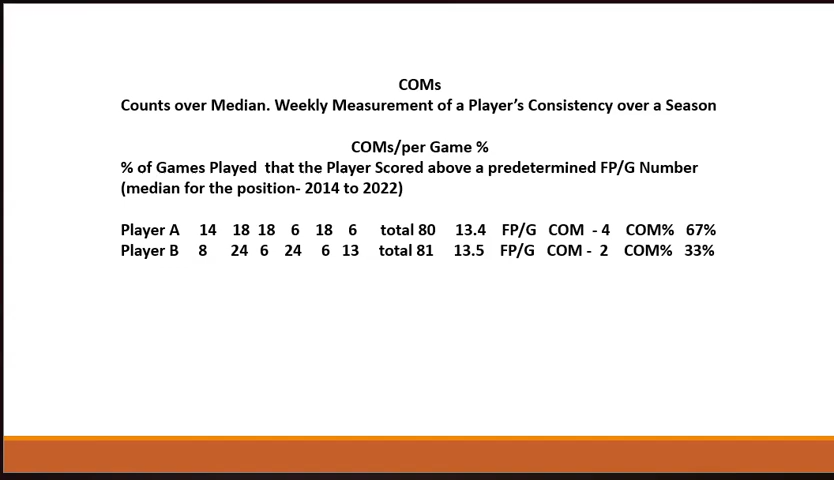 COMs
Counts over Median. Weekly Measurement of a Player's Consistency over a Season
COMs/per Game %
% of Games Played that the Player Scored above a predetermined FP/G Number
(median for the position- 2014 to 2022)
Player A 14 18 18 6 18 6 total 80 13.4 FP/G COM - 4 COM% 67%
Player B 8 24 6 24 6 13 total 81 13.5 FP/G COM - 2 COM% 33%